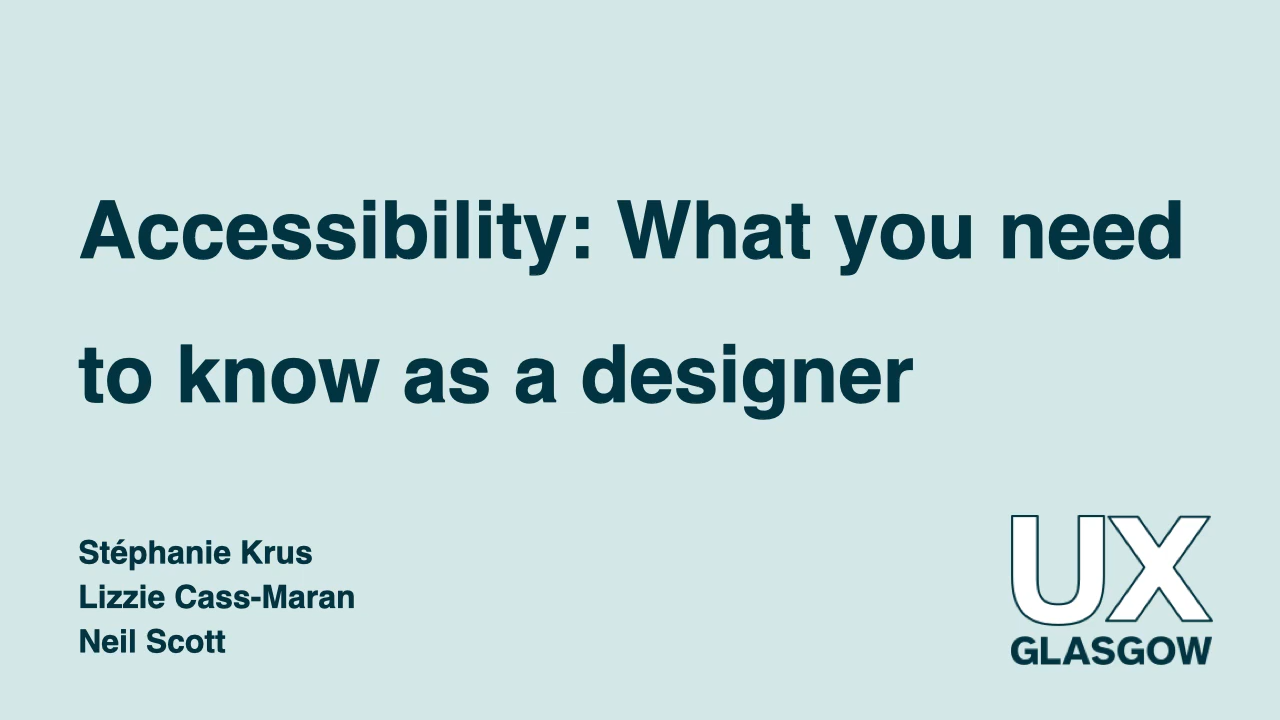 Accessibility: What you need
to know as a designer
Stéphanie Krus
Lizzie Cass-Maran
Neil Scott
UX
GLASGOW